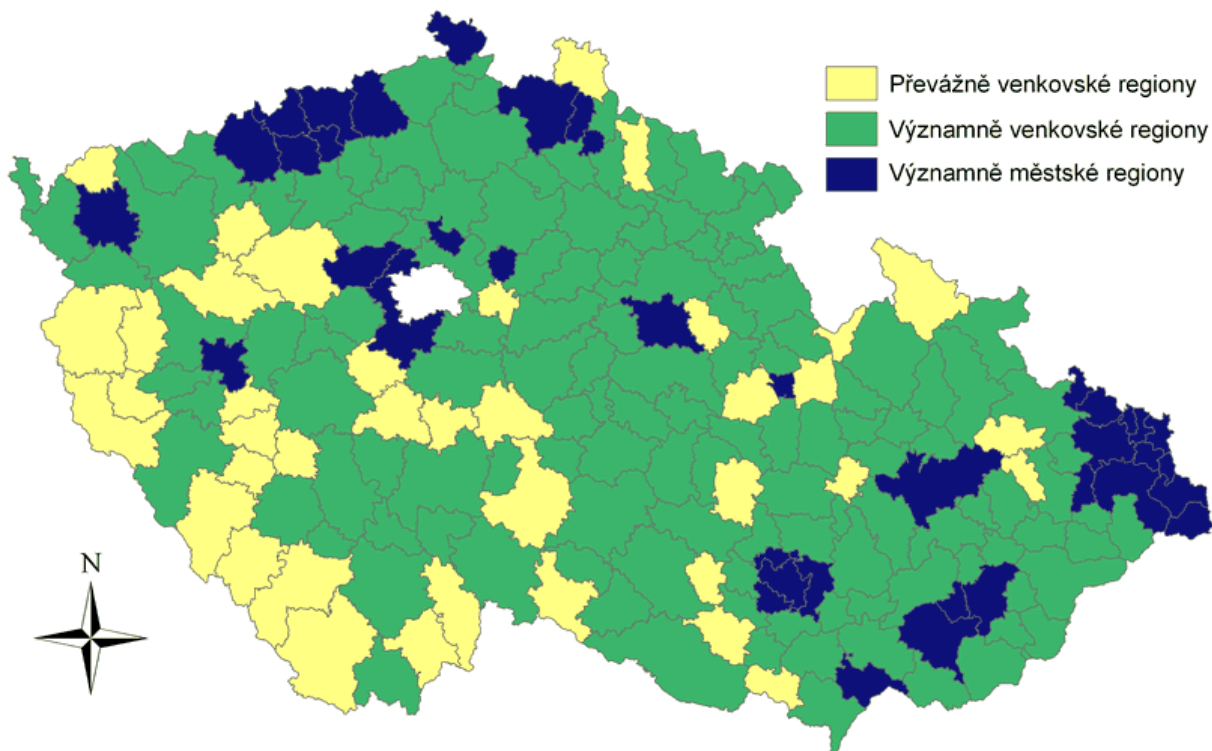 Převážně venkovské regiony
Významně venkovské regiony
Významně městské regiony
N